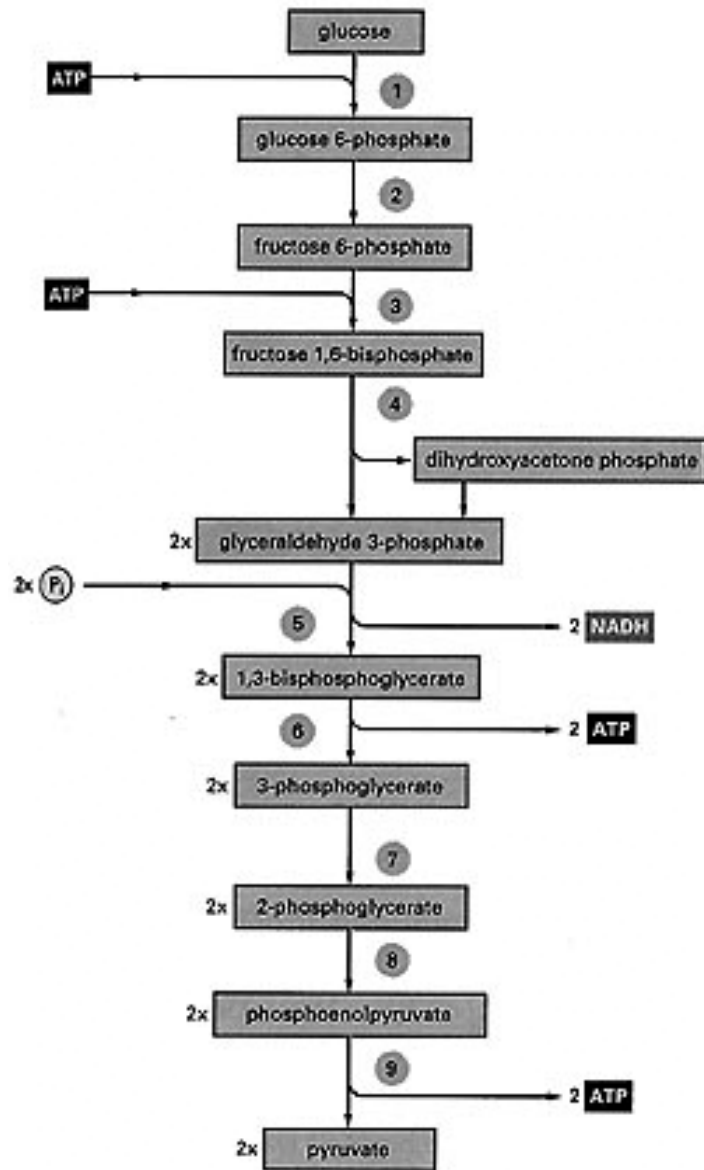 glucose
ATP
1
glucose 6-phosphate
2
fructose 6-phosphate
ATP
3
fructose 1,6-bisphosphate
4
dihydroxyacetone phosphate
2x glyceraldehyde 3-phosphate
2x Pi
5
2 NADH
2x 1,3-bisphosphoglycerate
6
2 ATP
2x 3-phosphoglycerate
7
2x 2-phosphoglycerate
8
2x phosphoenolpyruvate
9
2 ATP
2x pyruvate